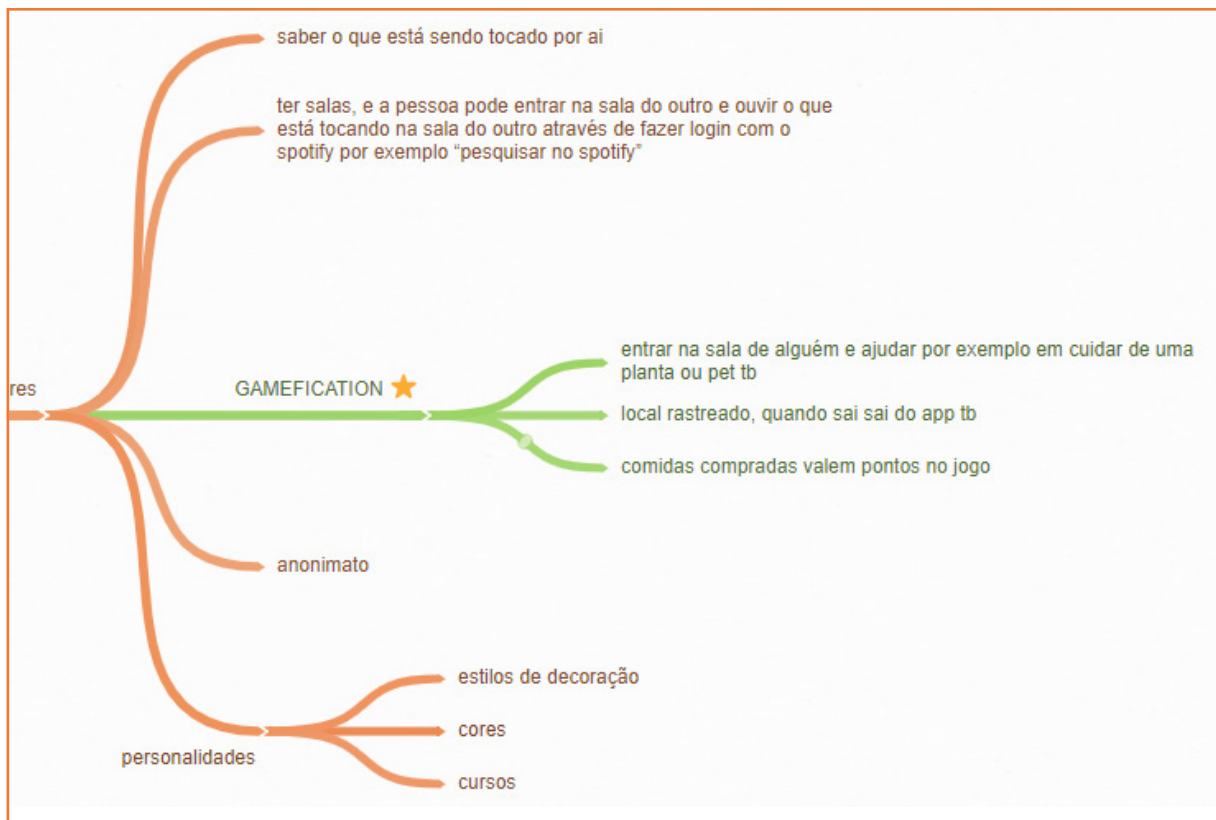 saber o que está sendo tocado por ai
ter salas, e a pessoa pode entrar na sala do outro e ouvir o que
está tocando na sala do outro através de fazer login com o
spotify por exemplo “pesquisar no spotify”
entrar na sala de alguém e ajudar por exemplo em cuidar de uma
planta ou pet tb
res
GAMEFICATION
local rastreado, quando sai sai do app tb
comidas compradas valem pontos no jogo
anonimato
estilos de decoração
cores
personalidades
cursos